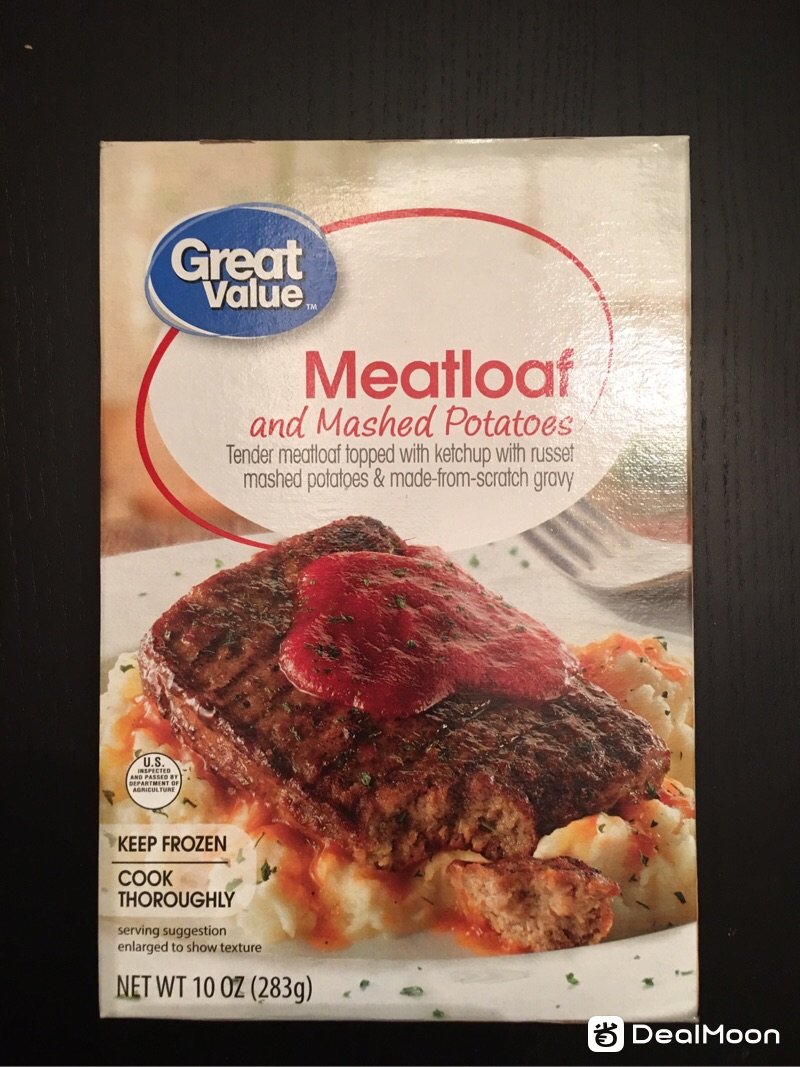 Great
Value
TM
Meatloaf
and Mashed Potatoes
Tender meatloaf topped with ketchup with russet
mashed potatoes & made-from-scratch gravy
U.S.
INSPECTED
AND PASSED BY
DEPARTMENT OF
AGRICULTURE
KEEP FROZEN
COOK
THOROUGHLY
serving suggestion
enlarged to show texture
NET WT 10 OZ (283g)
DealMoon